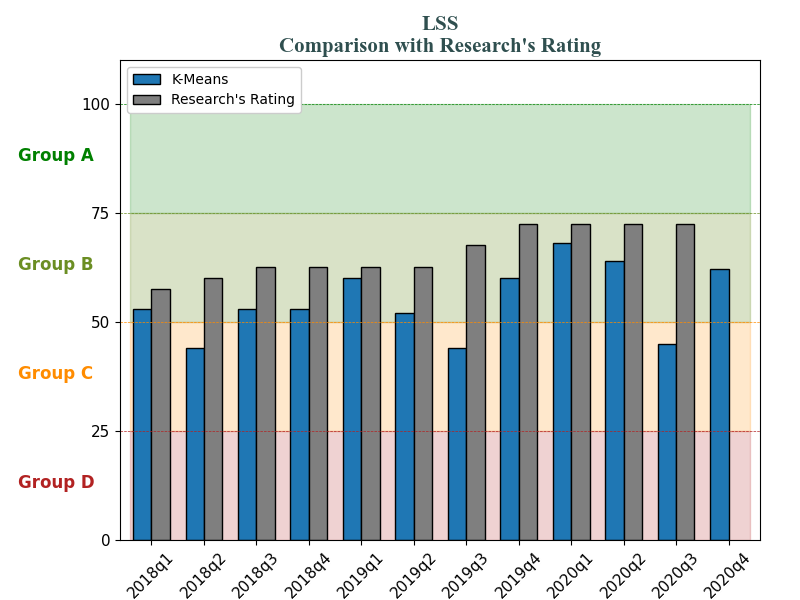 LSS
Comparison with Research's Rating
K-Means
Research's Rating
100
Group A
75
Group B
50
Group C
25
Group D
0
2018q1
2018q2
2018q3
2018q4
2019q1
2019q2
2019q3
2019q4
2020q1
2020q2
2020q3
2020q4